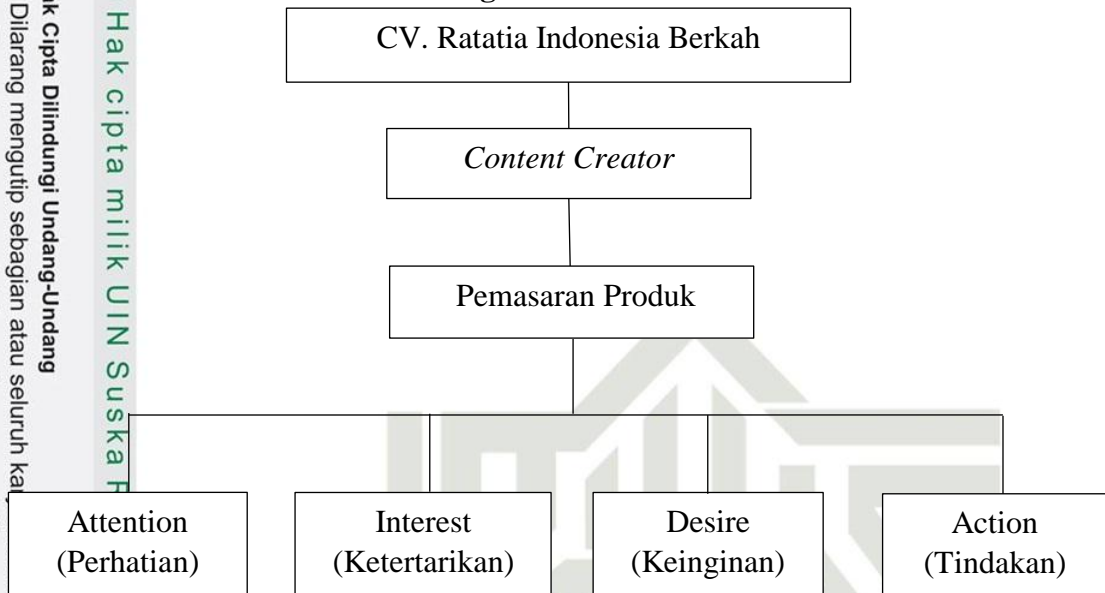 CV. Ratatia Indonesia Berkah
Content Creator
Pemasaran Produk
Attention
(Perhatian)
Interest
(Ketertarikan)
Desire
(Keinginan)
Action
(Tindakan)
Hak cipta milik UIN Suska
Cipta Dilindungi Undang-Undang
Dilarang mengutip sebagian atau seluruh